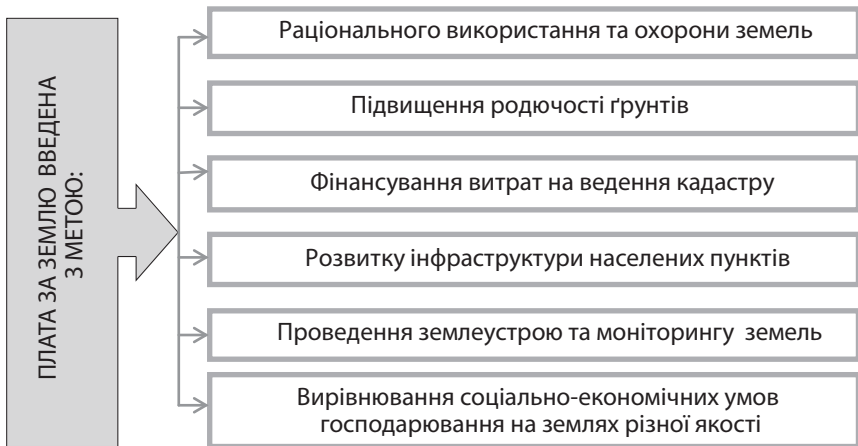 ПЛАТА ЗА ЗЕМЛЮ ВВЕДЕНА
З МЕТОЮ:
Раціонального використання та охорони земель
Підвищення родючості ґрунтів
Фінансування витрат на ведення кадастру
Розвитку інфраструктури населених пунктів
Проведення землеустрою та моніторингу земель
Вирівнювання соціально-економічних умов
господарювання на землях різної якості